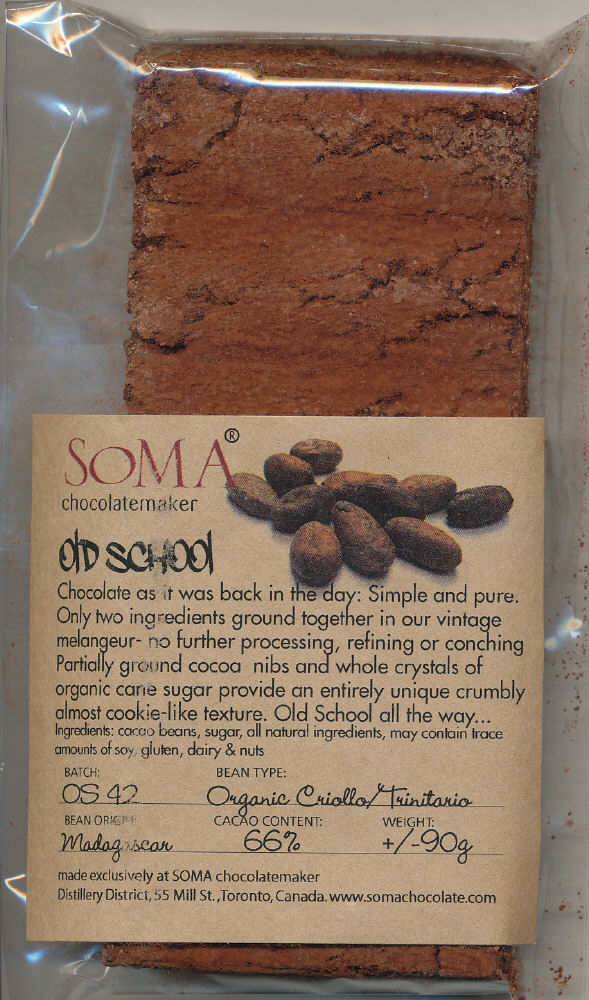 SOMA®
chocolatemaker
OlD SCHOOl
Chocolate as it was back in the day: Simple and pure.
Only two ingredients ground together in our vintage
melangeur- no further processing, refining or conching
Partially ground cocoa nibs and whole crystals of
organic cane sugar provide an entirely unique crumbly
almost cookie-like texture. Old School all the way...
Ingredients: cacao beans, sugar, all natural ingredients, may contain trace
amounts of soy, gluten, dairy & nuts
BATCH: BEAN TYPE:
OS 42 Organic Criollo/Trinitario
BEAN ORIGIN: CACAO CONTENT: WEIGHT:
Madagascar 66% +/-90g
made exclusively at SOMA chocolatemaker
Distillery District, 55 Mill St. ,Toronto, Canada. www.somachocolate.com